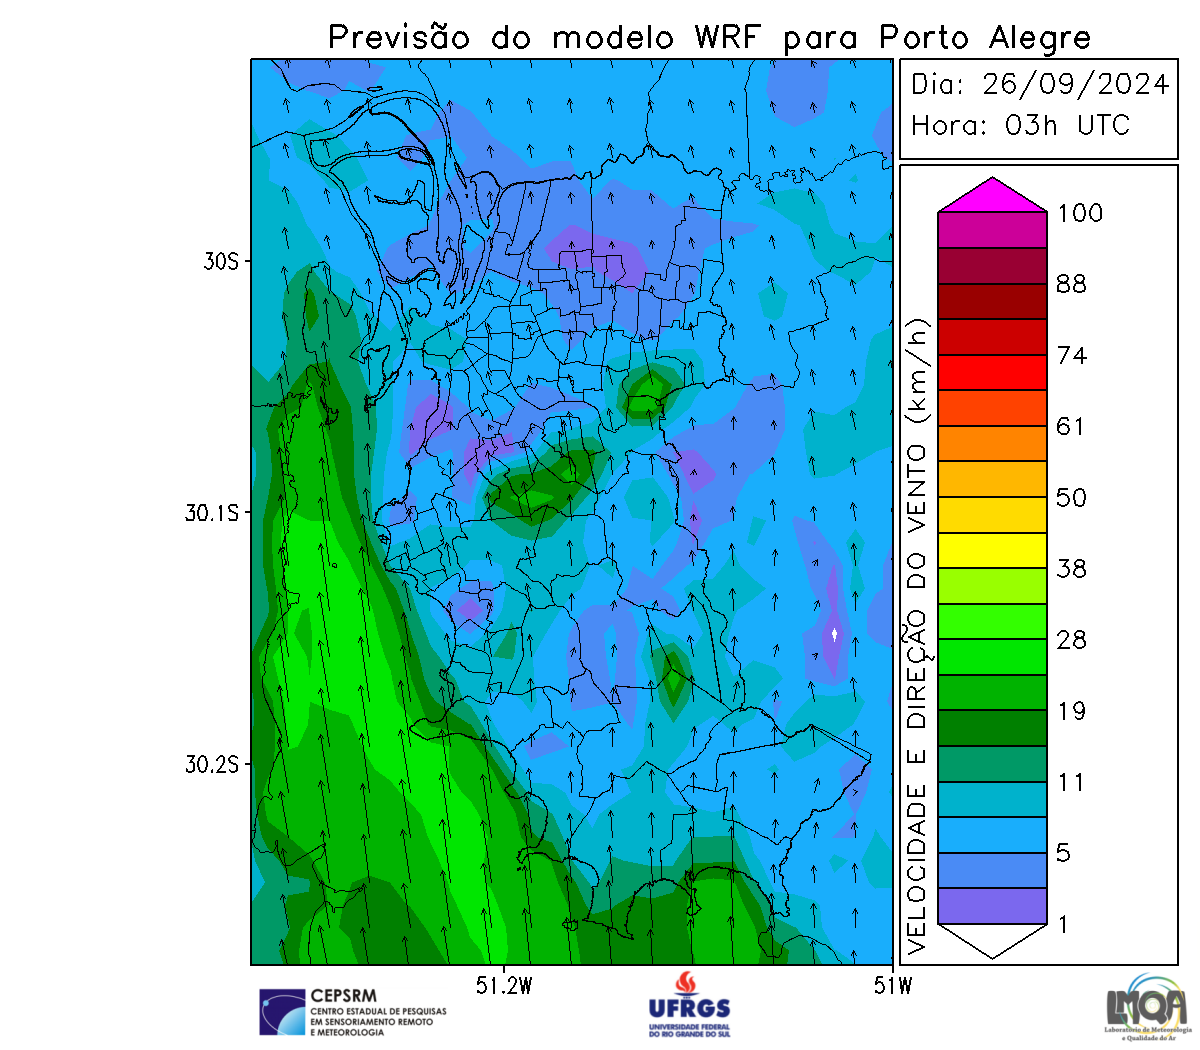 Previsão do modelo WRF para Porto Alegre
Dia: 26/09/2024
Hora: 03h UTC
30S
30.1S
30.2S
51.2W
51W
VELOCIDADE E DIREÇÃO DO VENTO (km/h)
100
88
74
61
50
38
28
19
11
5
1
CEPSRM
CENTRO ESTADUAL DE PESQUISAS
EM SENSORIAMENTO REMOTO
E METEOROLOGIA
UFRGS
UNIVERSIDADE FEDERAL
DO RIO GRANDE DO SUL
LMQA
Laboratório de Meteorologia
e Qualidade do Ar